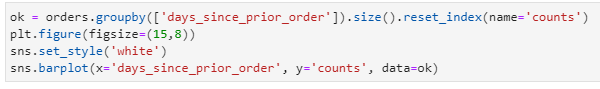 ok = orders.groupby(['days_since_prior_order']).size().reset_index(name='counts')
plt.figure(figsize=(15,8))
sns.set_style('white')
sns.barplot(x='days_since_prior_order', y='counts', data=ok)